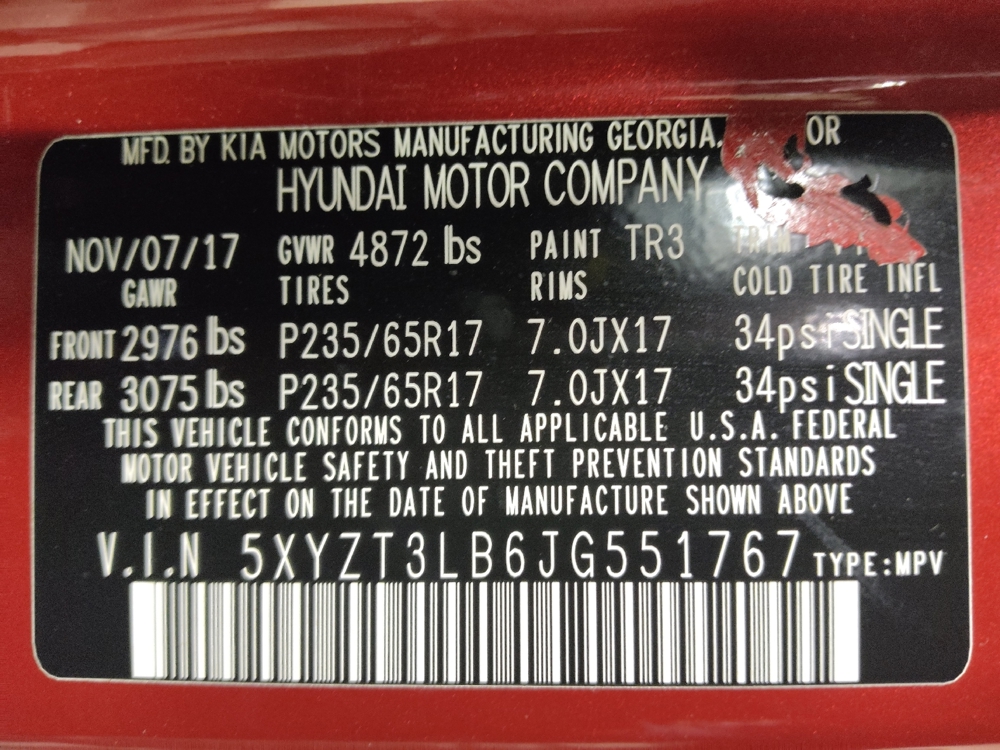 MFD. BY KIA MOTORS MANUFACTURING GEORGIA, OR
HYUNDAI MOTOR COMPANY
NOV/07/17 GVWR 4872 lbs PAINT TR3
GAWR TIRES RIMS COLD TIRE INFL
FRONT 2976 lbs P235/65R17 7.0JX17 34psi SINGLE
REAR 3075 lbs P235/65R17 7.0JX17 34psi SINGLE
THIS VEHICLE CONFORMS TO ALL APPLICABLE U.S.A. FEDERAL
MOTOR VEHICLE SAFETY AND THEFT PREVENTION STANDARDS
IN EFFECT ON THE DATE OF MANUFACTURE SHOWN ABOVE
V.I.N 5XYZT3LB6JG551767 TYPE:MPV